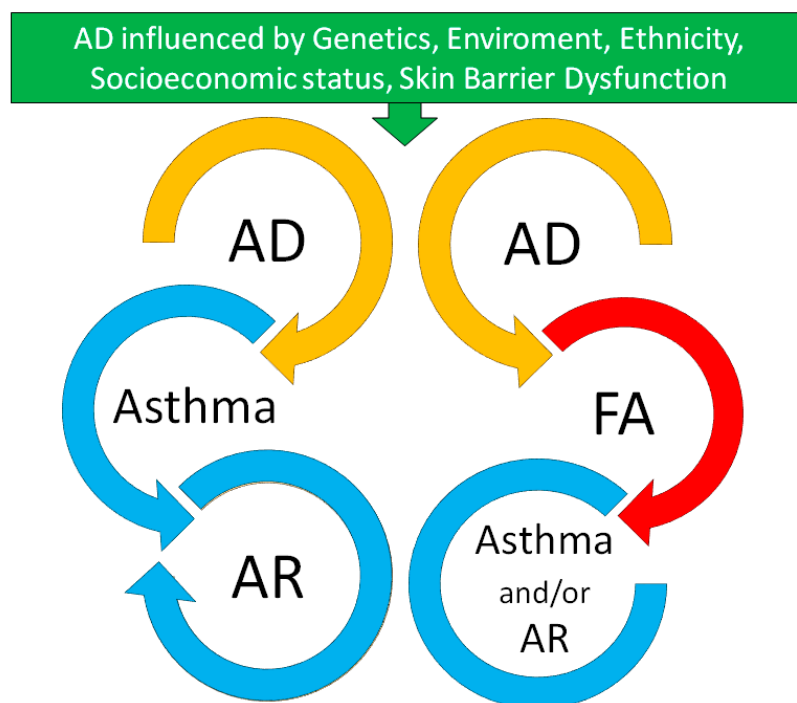 AD influenced by Genetics, Enviroment, Ethnicity,
Socioeconomic status, Skin Barrier Dysfunction
AD
AD
Asthma
FA
AR
Asthma
and/or
AR